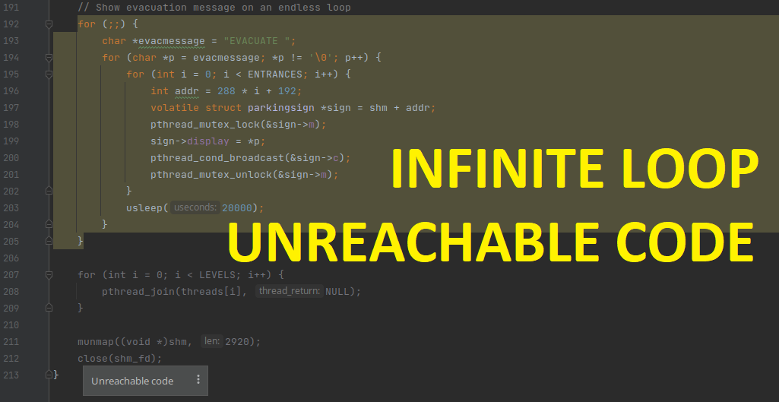 191 // Show evacuation message on an endless loop
192 for (;;) {
193 char *evacmessage = "EVACUATE ";
194 for (char *p = evacmessage; *p != '\0'; p++) {
195 for (int i = 0; i < ENTRANCES; i++) {
196 int addr = 288 * i + 192;
197 volatile struct parkingsign *sign = shm + addr;
198 pthread_mutex_lock(&sign->m);
199 sign->display = *p;
200 pthread_cond_broadcast(&sign->c);
201 pthread_mutex_unlock(&sign->m);
202 }
203 usleep( useconds: 20000);
204 }
205 }
INFINITE LOOP
UNREACHABLE CODE
206
207 for (int i = 0; i < LEVELS; i++) {
208 pthread_join(threads[i], thread_return: NULL);
209 }
210
211 munmap((void *)shm, len: 2920);
212 close(shm_fd);
213 }
Unreachable code